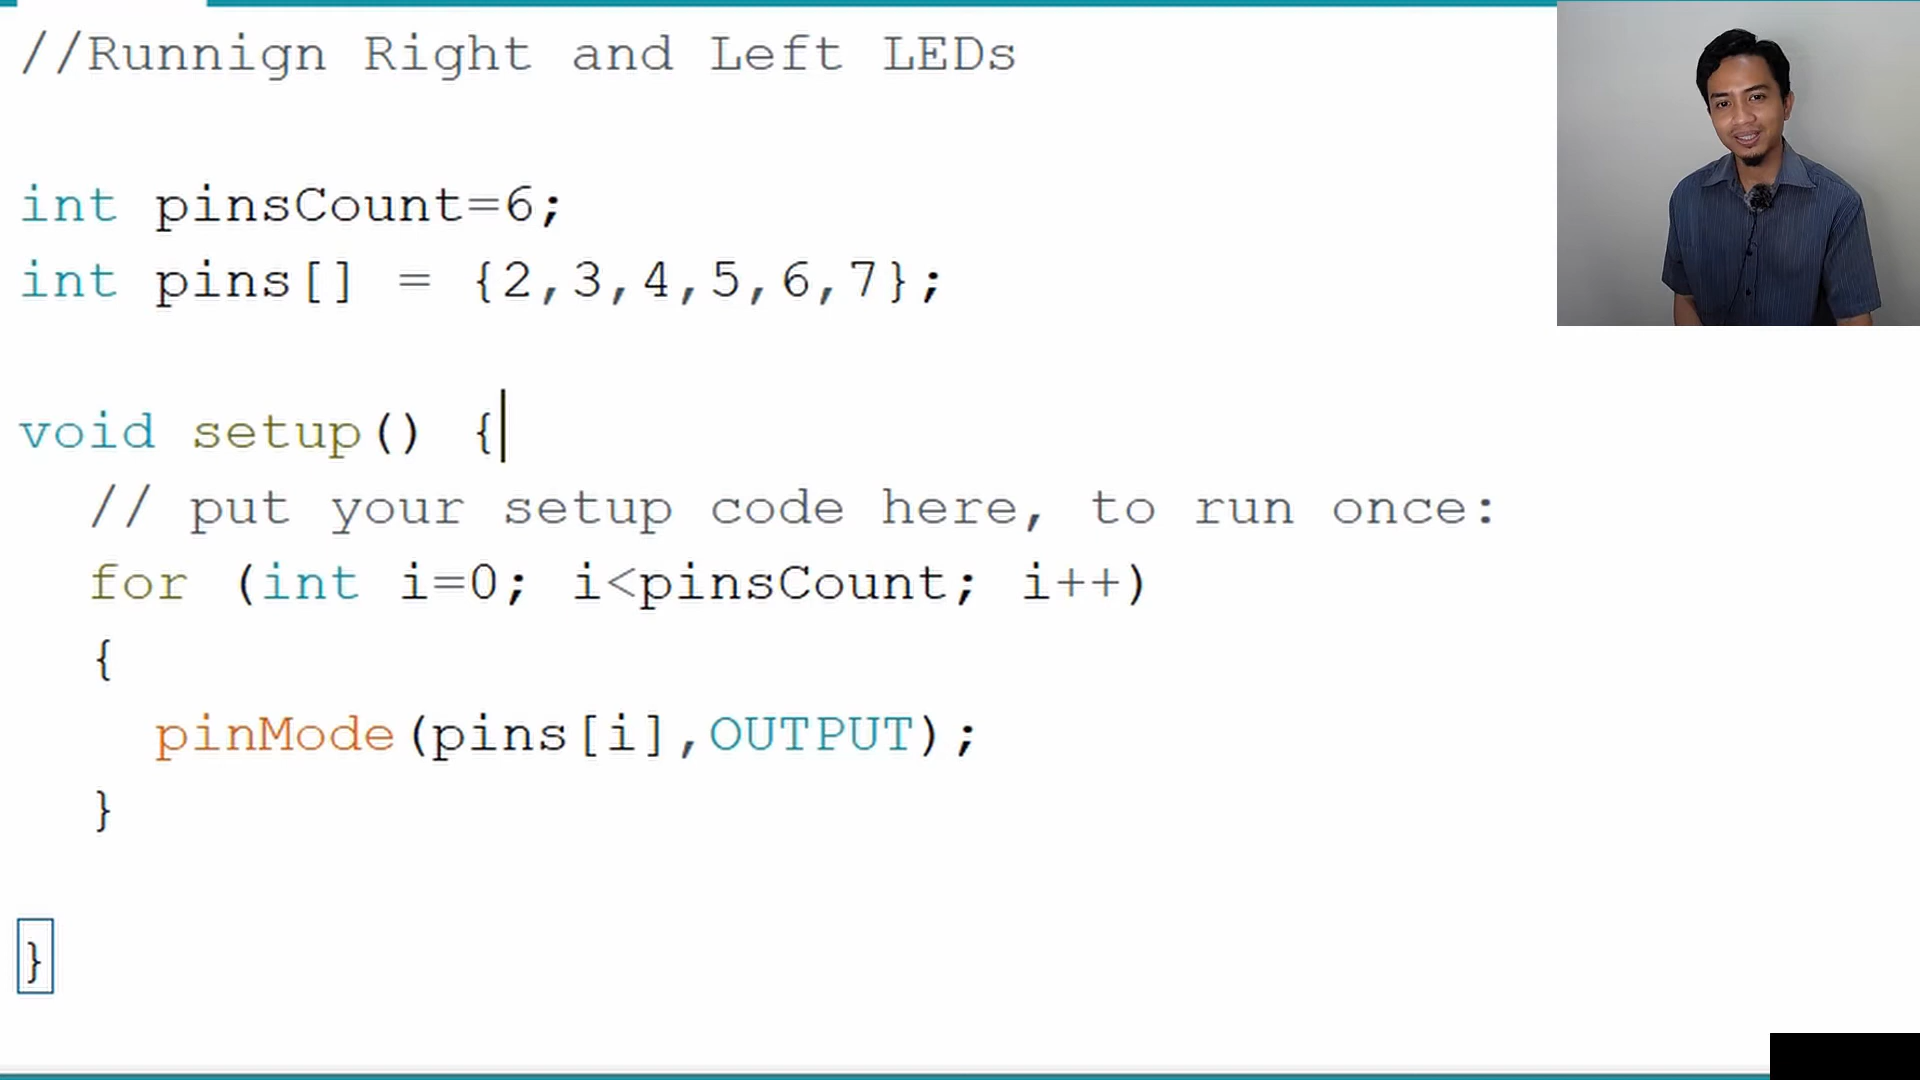 //Runnign Right and Left LEDs
int pinsCount=6;
int pins[] = {2,3,4,5,6,7};
void setup() {
// put your setup code here, to run once:
for (int i=0; i<pinsCount; i++)
{
pinMode(pins[i],OUTPUT);
}
}